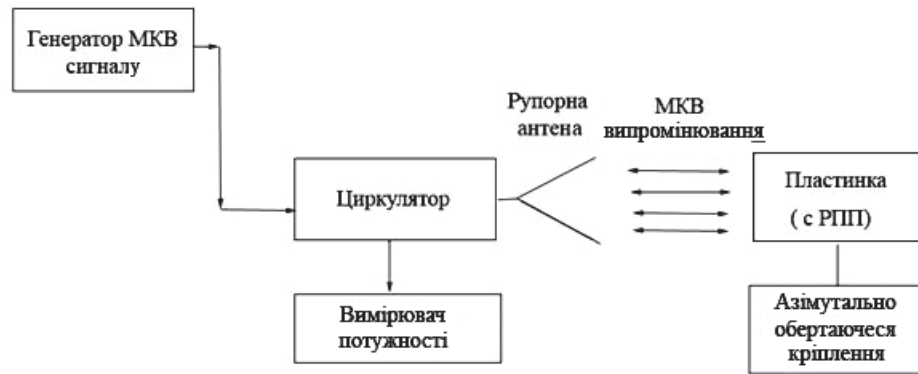 Генератор МКВ
сигналу
Рупорна
антена
МКВ
випромінювання
Циркулятор
Пластинка
( с РПП)
Вимірювач
потужності
Азімутально
обертаючеся
кріплення